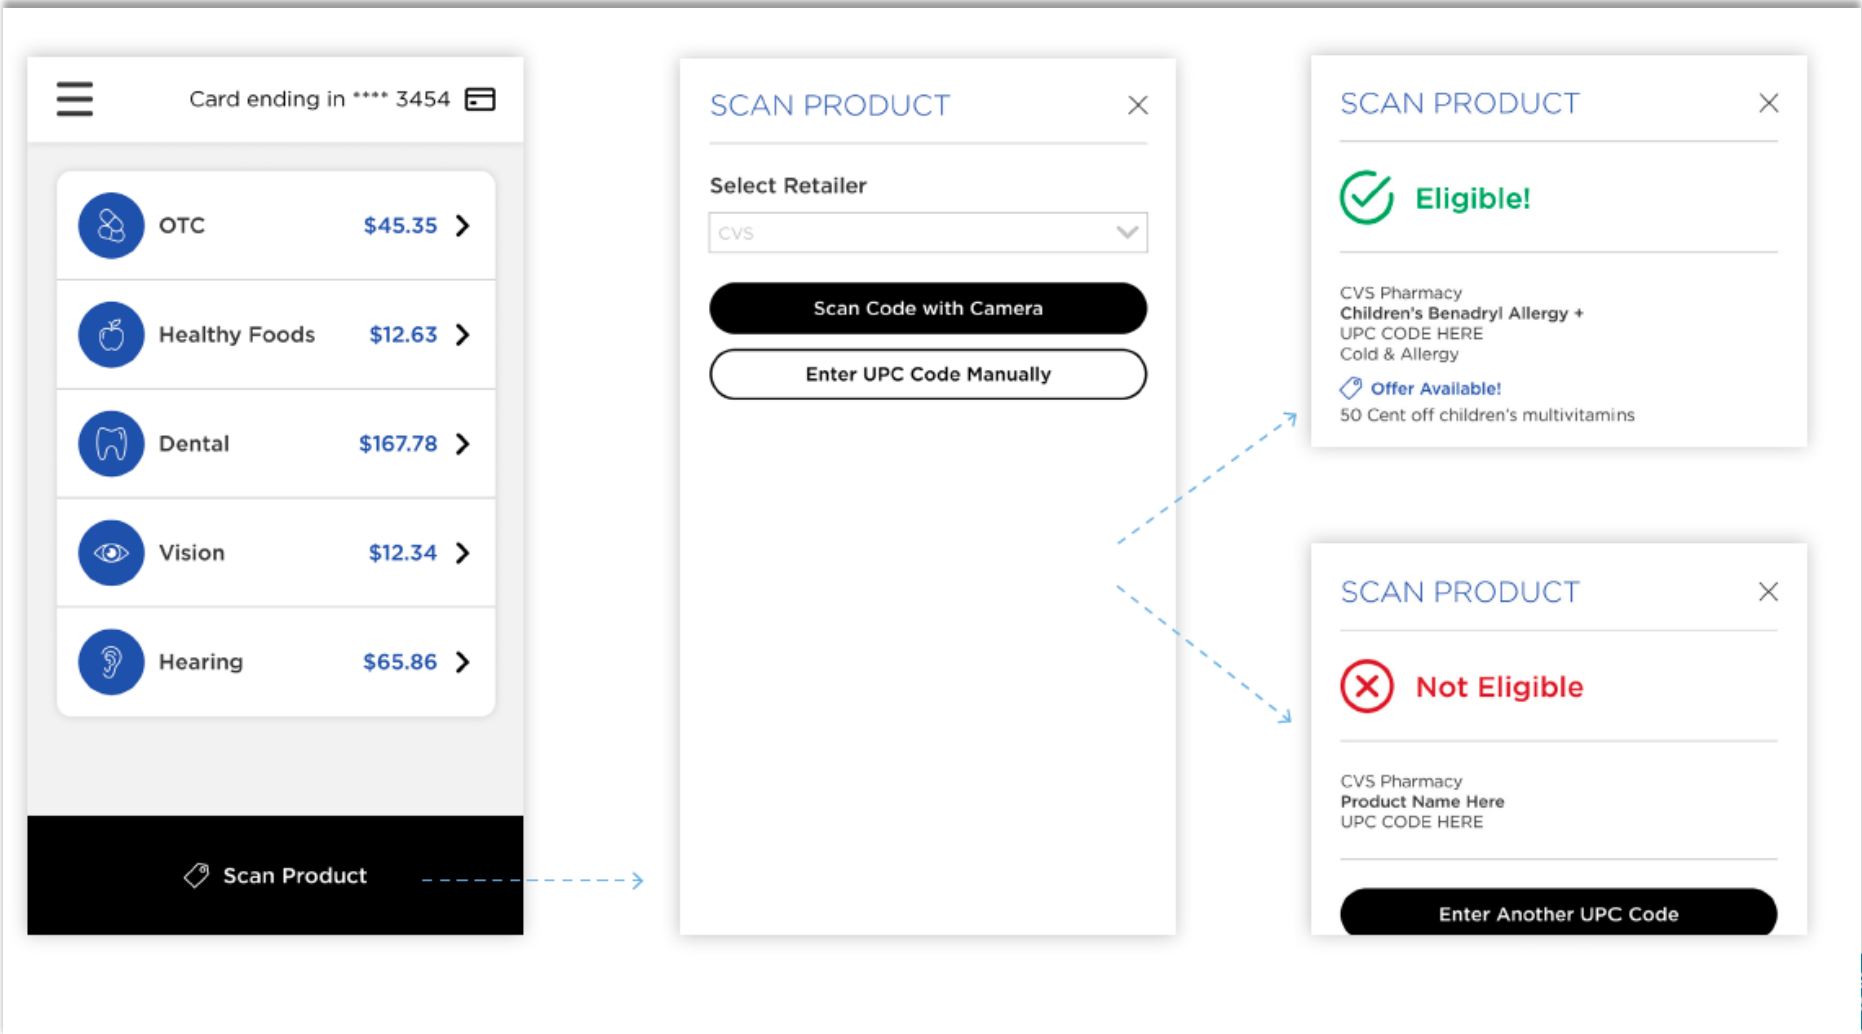 Card ending in **** 3454
OTC $45.35
Healthy Foods $12.63
Dental $167.78
Vision $12.34
Hearing $65.86
Scan Product
SCAN PRODUCT
Select Retailer
CVS
Scan Code with Camera
Enter UPC Code Manually
SCAN PRODUCT
Eligible!
CVS Pharmacy
Children's Benadryl Allergy +
UPC CODE HERE
Cold & Allergy
Offer Available!
50 Cent off children's multivitamins
SCAN PRODUCT
Not Eligible
CVS Pharmacy
Product Name Here
UPC CODE HERE
Enter Another UPC Code